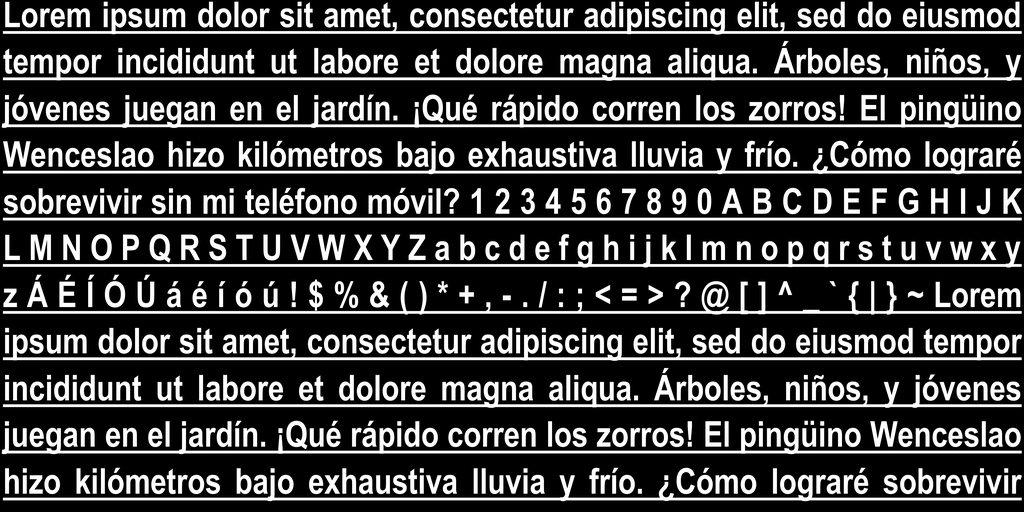 Lorem ipsum dolor sit amet, consectetur adipiscing elit, sed do eiusmod
tempor incididunt ut labore et dolore magna aliqua. Árboles, niños, y
jóvenes juegan en el jardín. ¡Qué rápido corren los zorros! El pingüino
Wenceslao hizo kilómetros bajo exhaustiva lluvia y frío. ¿Cómo lograré
sobrevivir sin mi teléfono móvil? 1 2 3 4 5 6 7 8 9 0 A B C D E F G H I J K
L M N O P Q R S T U V W X Y Z a b c d e f g h i j k l m n o p q r s t u v w x y
z Á É Í Ó Ú á é í ó ú ! $ % & ( ) * + , - . / : ; < = > ? @ [ ] ^ _ ` { | } ~ Lorem
ipsum dolor sit amet, consectetur adipiscing elit, sed do eiusmod tempor
incididunt ut labore et dolore magna aliqua. Árboles, niños, y jóvenes
juegan en el jardín. ¡Qué rápido corren los zorros! El pingüino Wenceslao
hizo kilómetros bajo exhaustiva lluvia y frío. ¿Cómo lograré sobrevivir